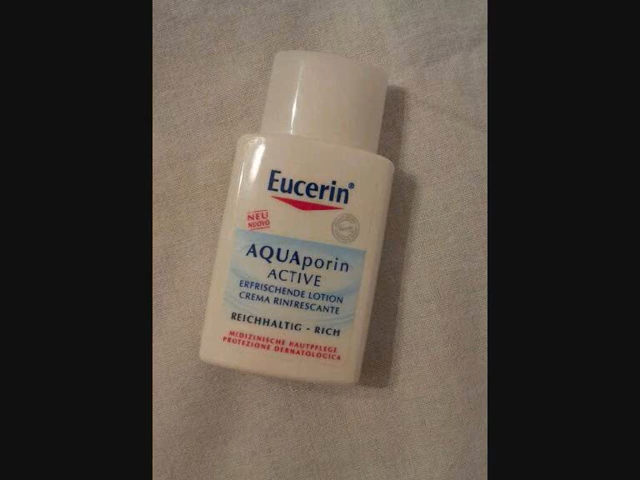 Eucerin®
NEU
NUOVO
AQUAporin
ACTIVE
ERFRISCHENDE LOTION
CREMA RINFRESCANTE
REICHHALTIG - RICH
MEDIZINISCHE HAUTPFLEGE
PROTEZIONE DERMATOLOGICA